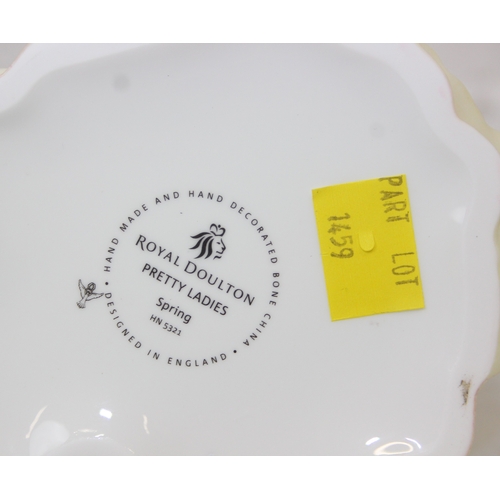 HAND MADE AND HAND DECORATED BONE CHINA •
ROYAL DOULTON
PRETTY LADIES
Spring
HN 5321
• DESIGNED IN ENGLAND •
PART LOT
1459